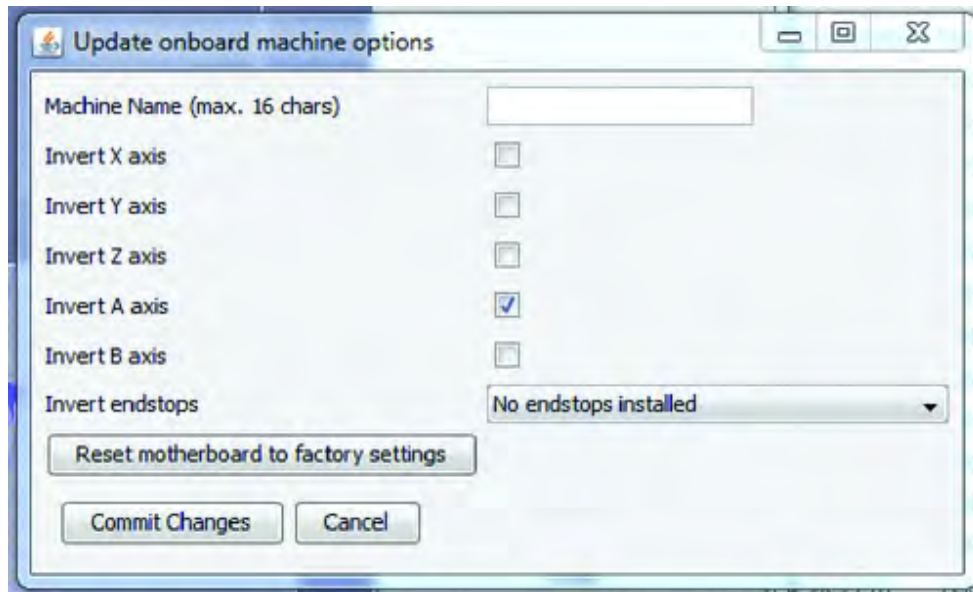 Update onboard machine options
Machine Name (max. 16 chars)
Invert X axis
Invert Y axis
Invert Z axis
Invert A axis
Invert B axis
Invert endstops No endstops installed
Reset motherboard to factory settings
Commit Changes Cancel